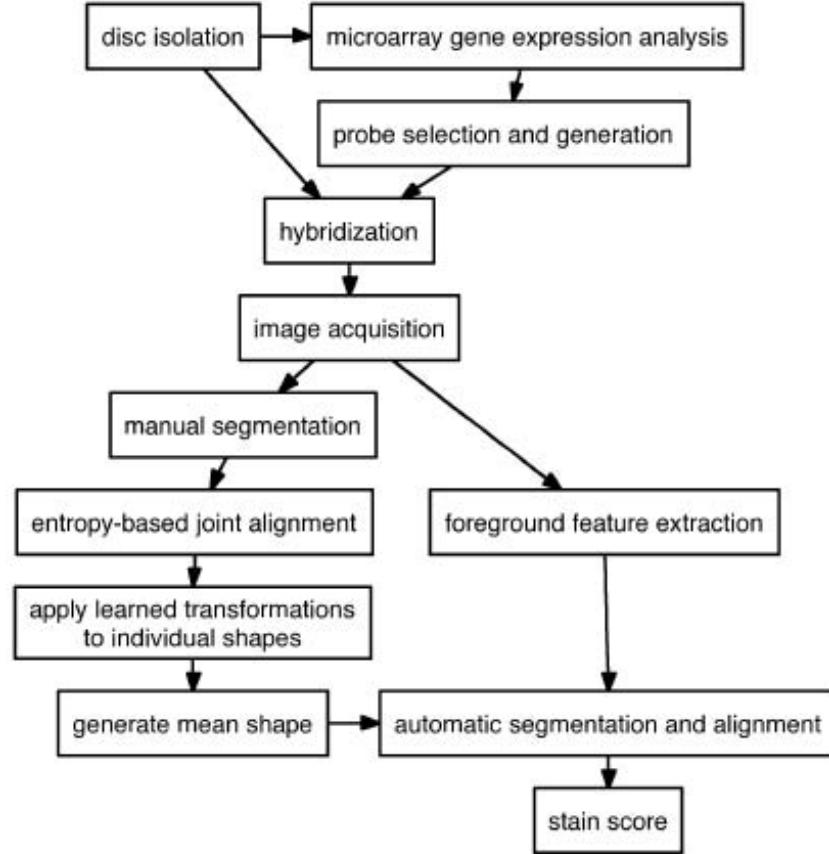 disc isolation
microarray gene expression analysis
probe selection and generation
hybridization
image acquisition
manual segmentation
entropy-based joint alignment
foreground feature extraction
apply learned transformations
to individual shapes
generate mean shape
automatic segmentation and alignment
stain score